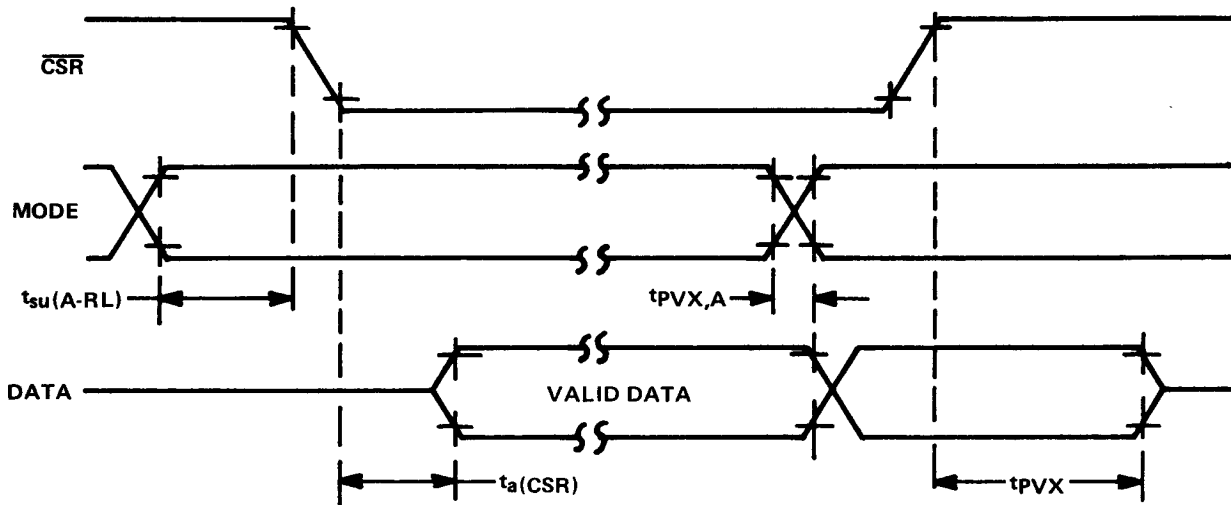 CSR
MODE
tsu(A-RL)
tPVX,A
DATA
VALID DATA
ta(CSR)
tPVX